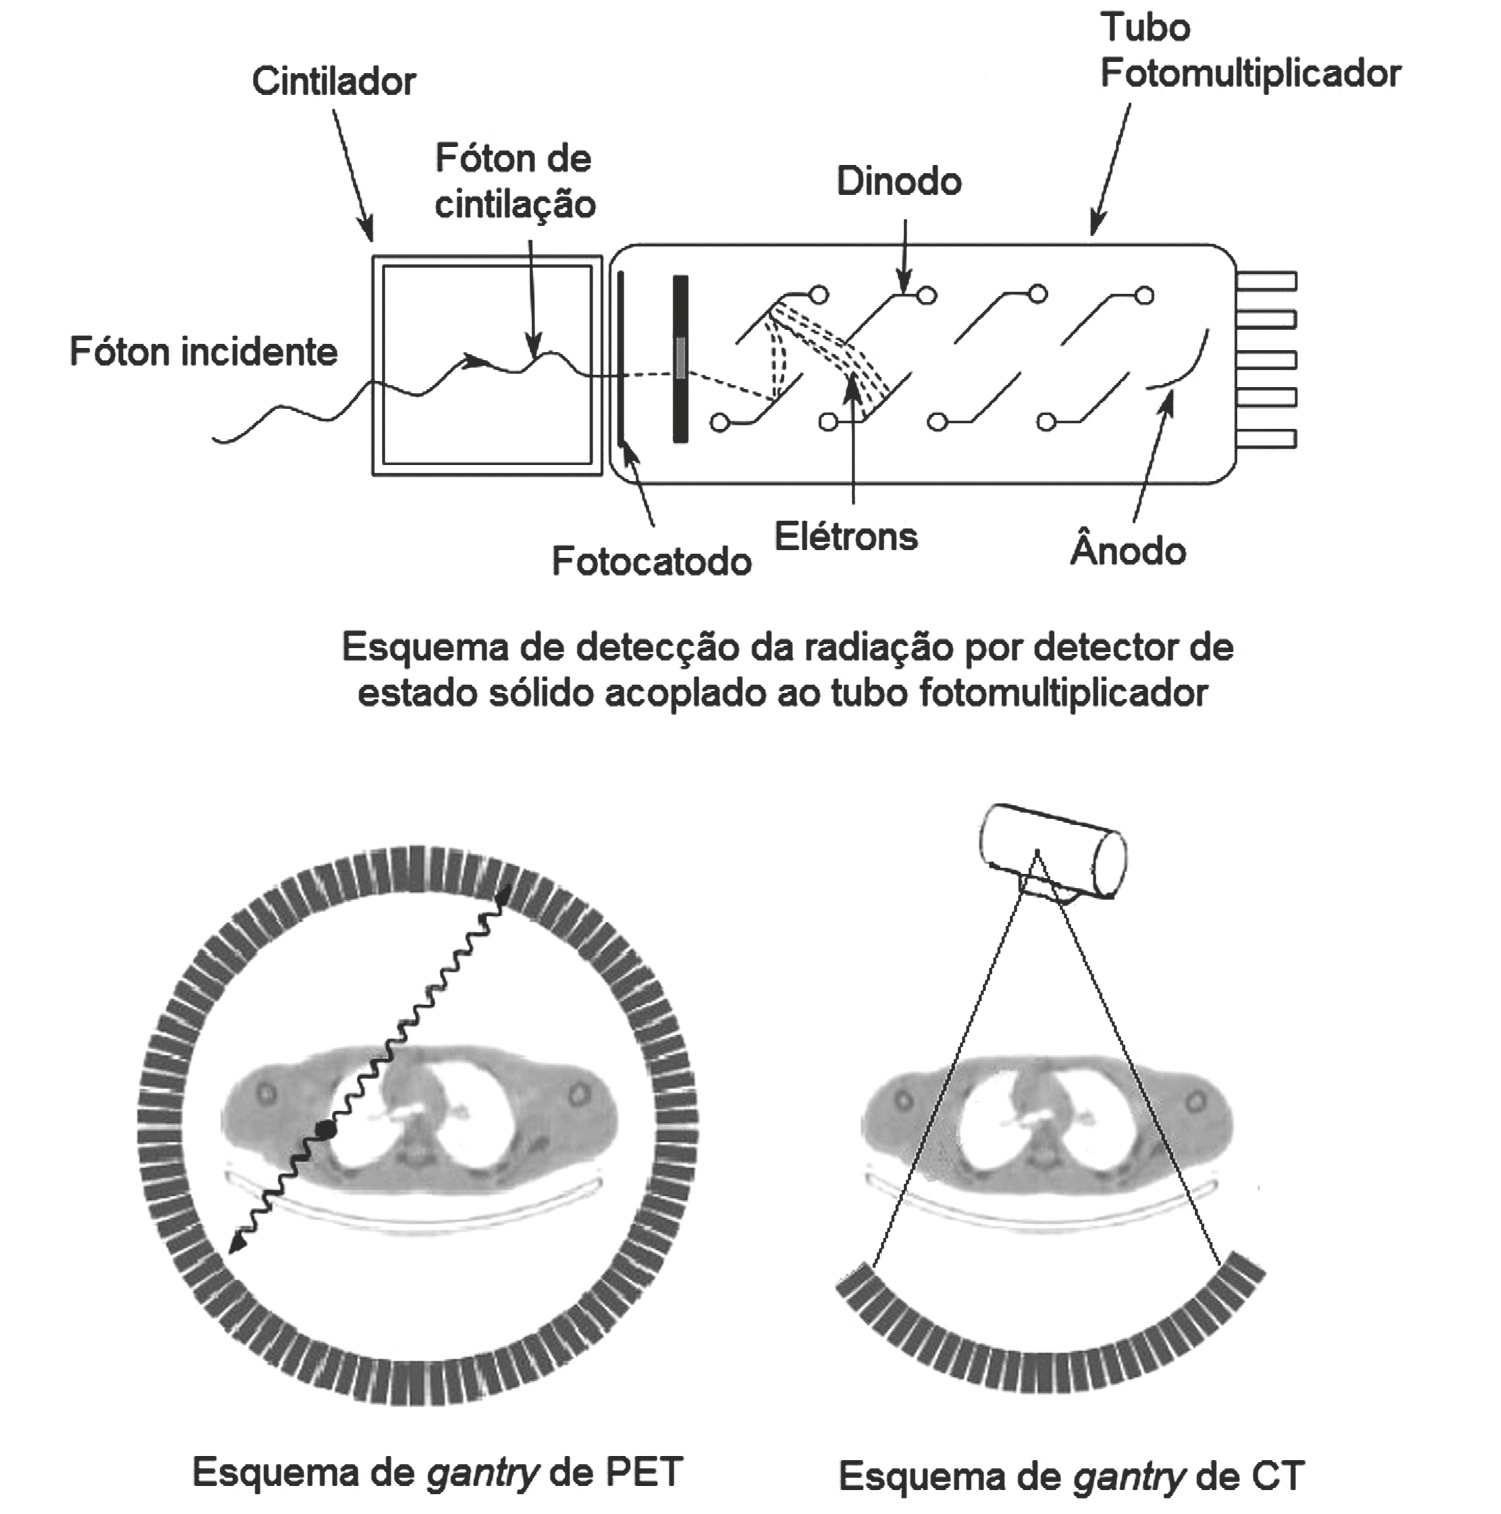 Tubo
Fotomultiplicador
Cintilador
Fóton de
cintilação
Dinodo
Fóton incidente
Fotocatodo
Elétrons
Ânodo
Esquema de detecção da radiação por detector de
estado sólido acoplado ao tubo fotomultiplicador
Esquema de gantry de PET
Esquema de gantry de CT